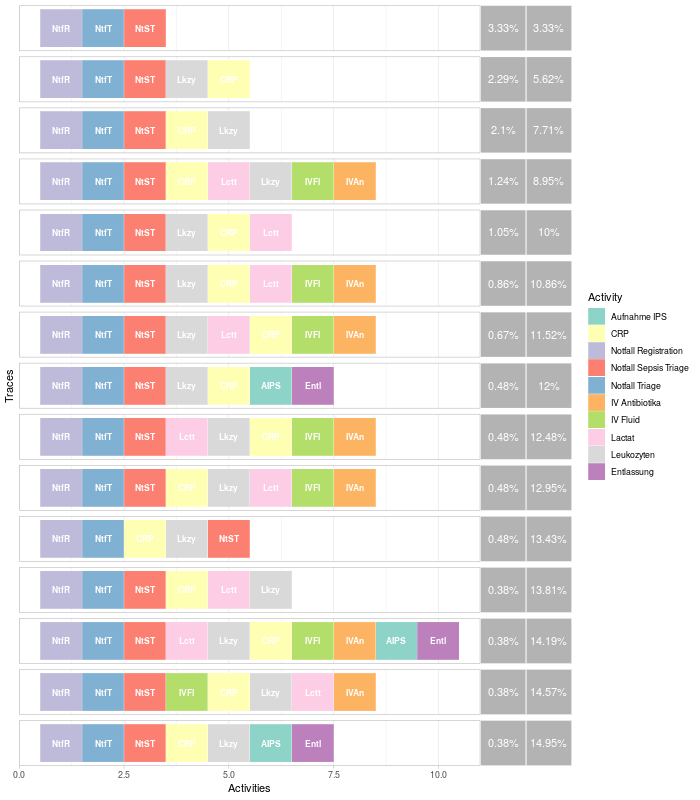 NtfR NtfT NtST 3.33% 3.33%
NtfR NtfT NtST Lkzy CRP 2.29% 5.62%
NtfR NtfT NtST CRP Lkzy 2.1% 7.71%
NtfR NtfT NtST CRP Lctt Lkzy IVFl IVAn 1.24% 8.95%
NtfR NtfT NtST Lkzy CRP Lctt 1.05% 10%
NtfR NtfT NtST Lkzy CRP Lctt IVFl IVAn 0.86% 10.86%
NtfR NtfT NtST Lkzy Lctt CRP IVFl IVAn 0.67% 11.52%
NtfR NtfT NtST Lkzy CRP AIPS Entl 0.48% 12%
NtfR NtfT NtST Lctt Lkzy CRP IVFl IVAn 0.48% 12.48%
NtfR NtfT NtST CRP Lkzy Lctt IVFl IVAn 0.48% 12.95%
NtfR NtfT CRP Lkzy NtST 0.48% 13.43%
NtfR NtfT NtST CRP Lctt Lkzy 0.38% 13.81%
NtfR NtfT NtST Lctt Lkzy CRP IVFl IVAn AIPS Entl 0.38% 14.19%
NtfR NtfT NtST IVFl CRP Lkzy Lctt IVAn 0.38% 14.57%
NtfR NtfT NtST CRP Lkzy AIPS Entl 0.38% 14.95%
0.0 2.5 5.0 7.5 10.0
Activities
Traces
Activity
Aufnahme IPS
CRP
Notfall Registration
Notfall Sepsis Triage
Notfall Triage
IV Antibiotika
IV Fluid
Lactat
Leukozyten
Entlassung